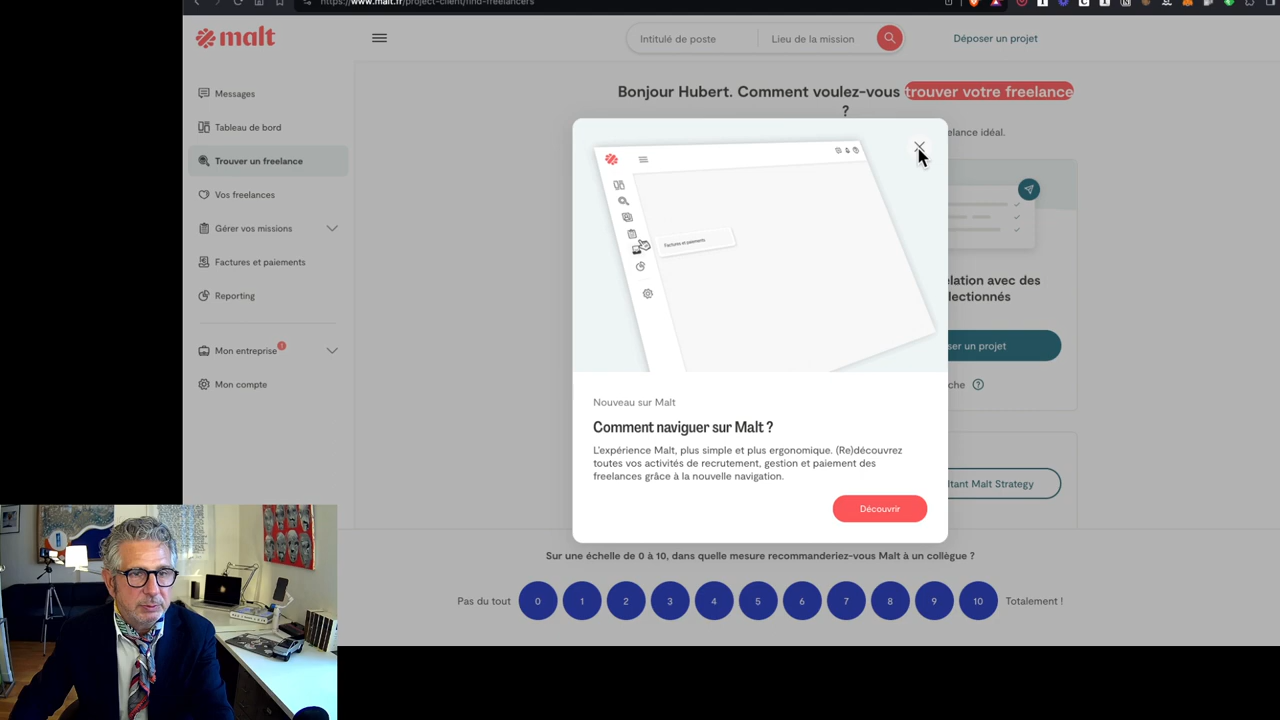 https://www.malt.fr/project-client/find-freelancers
malt
Intitulé de poste
Lieu de la mission
Déposer un projet
Messages
Tableau de bord
Trouver un freelance
Vos freelances
Gérer vos missions
Factures et paiements
Reporting
Mon entreprise
1
Mon compte
Bonjour Hubert. Comment voulez-vous trouver votre freelance
?
elance idéal.
elation avec des
lectionnés
ser un projet
che
ltant Malt Strategy
Factures et paiements
Nouveau sur Malt
Comment naviguer sur Malt ?
L'expérience Malt, plus simple et plus ergonomique. (Re)découvrez
toutes vos activités de recrutement, gestion et paiement des
freelances grâce à la nouvelle navigation.
Découvrir
Sur une échelle de 0 à 10, dans quelle mesure recommanderiez-vous Malt à un collègue ?
Pas du tout 0 1 2 3 4 5 6 7 8 9 10 Totalement !